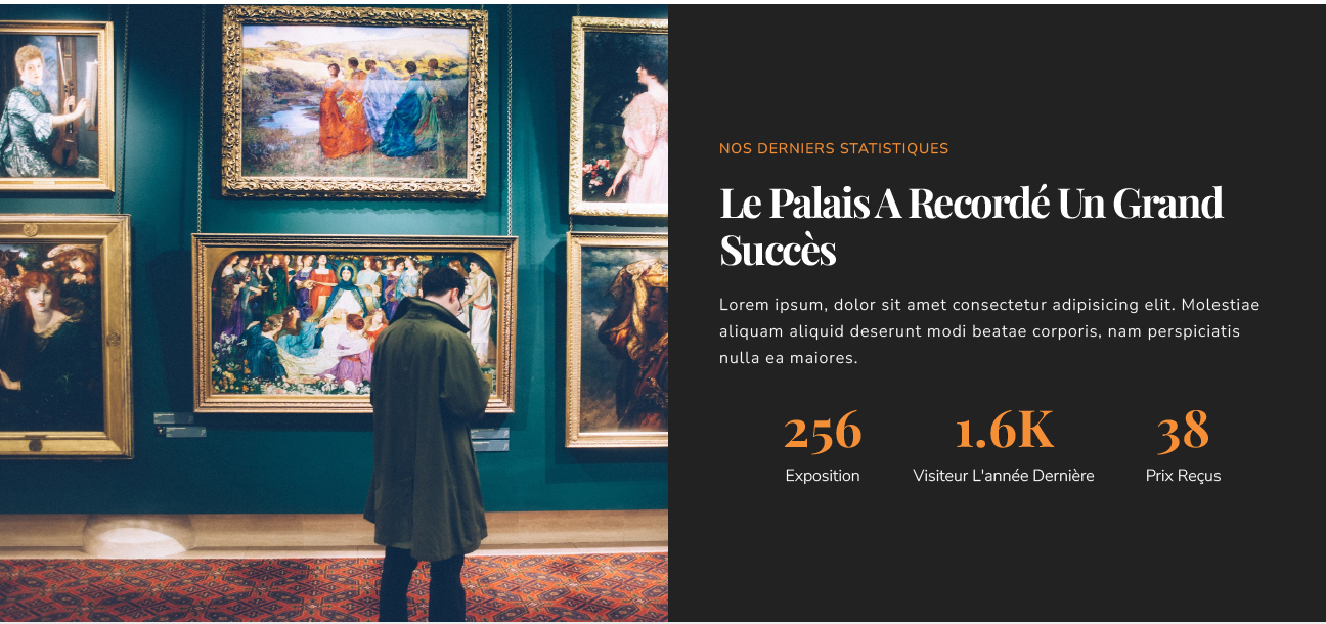 NOS DERNIERS STATISTIQUES
Le Palais A Recordé Un Grand
Succès
Lorem ipsum, dolor sit amet consectetur adipisicing elit. Molestiae
aliquam aliquid deserunt modi beatae corporis, nam perspiciatis
nulla ea maiores.
256 1.6K 38
Exposition Visiteur L'année Dernière Prix Reçus